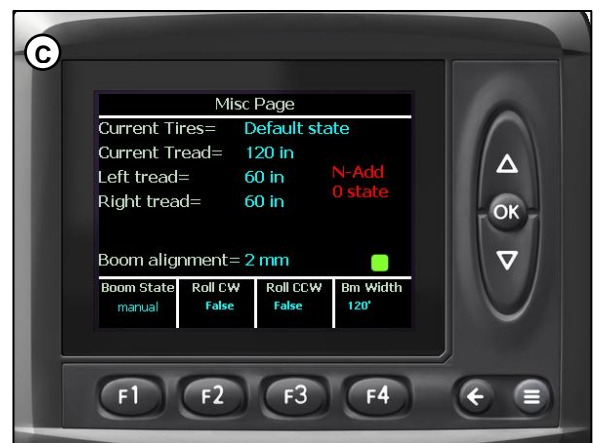 C
Misc Page
Current Tires= Default state
Current Tread= 120 in
Left tread= 60 in
N-Add
Right tread= 60 in
0 state
Boom alignment= 2 mm
Boom State Roll CW Roll CCW Bm Width
manual False False 120"
OK
F1 F2 F3 F4